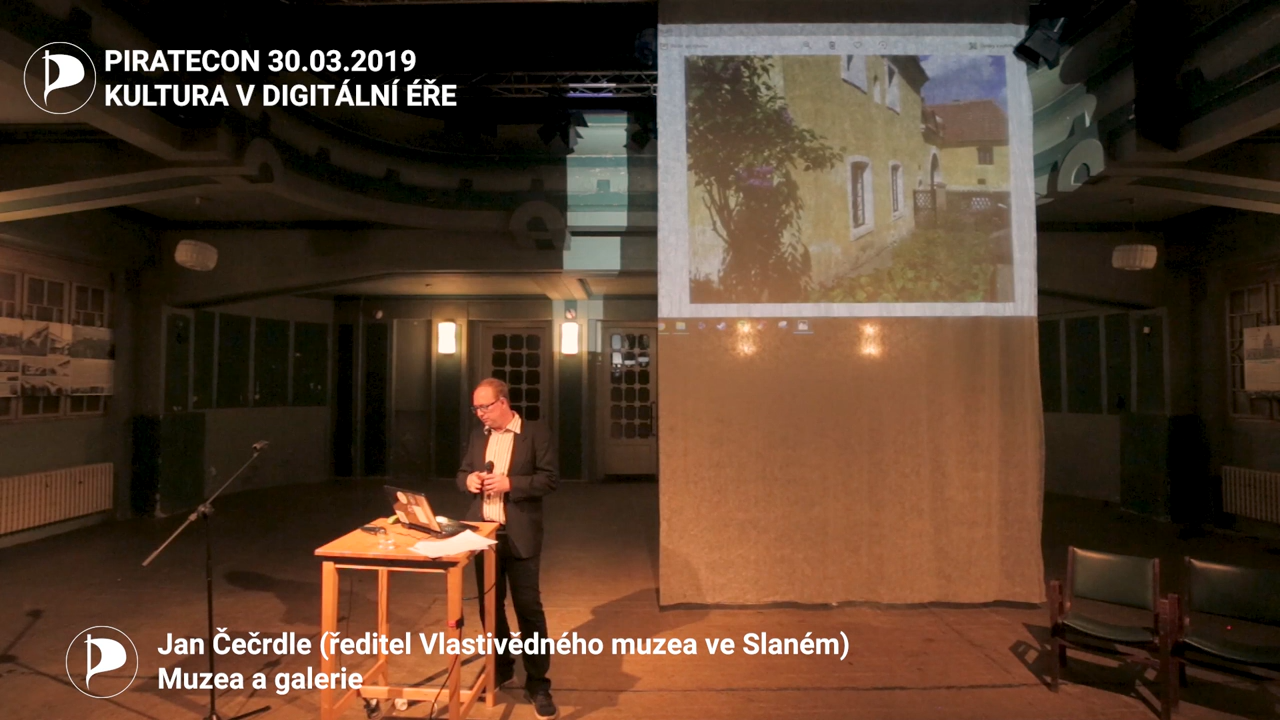 PIRATECON 30.03.2019
KULTURA V DIGITÁLNÍ ÉŘE
Jan Čečrdle (ředitel Vlastivědného muzea ve Slaném)
Muzea a galerie